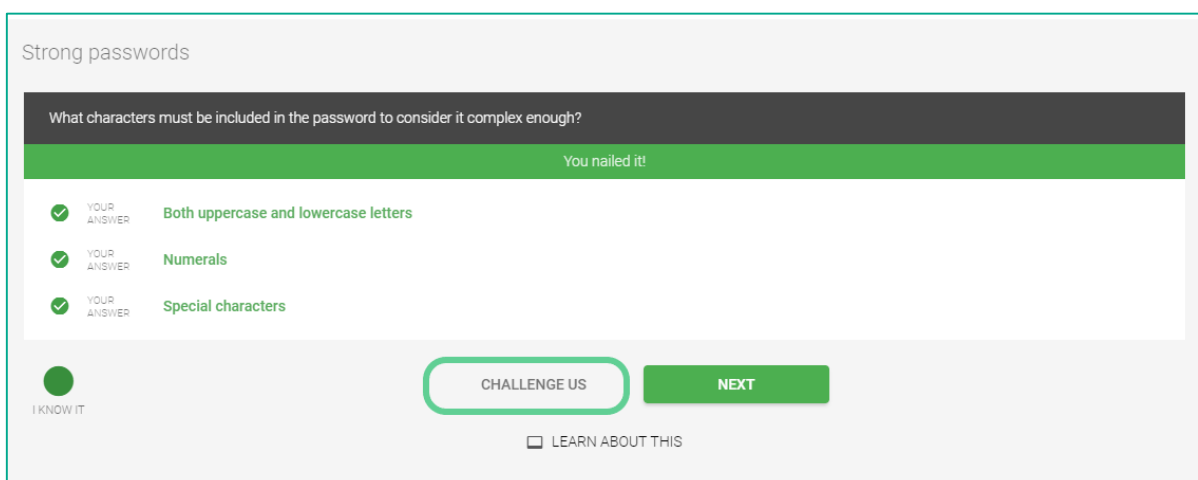 Strong passwords
What characters must be included in the password to consider it complex enough?
You nailed it!
YOUR
ANSWER
Both uppercase and lowercase letters
YOUR
ANSWER
Numerals
YOUR
ANSWER
Special characters
I KNOW IT
CHALLENGE US
NEXT
LEARN ABOUT THIS